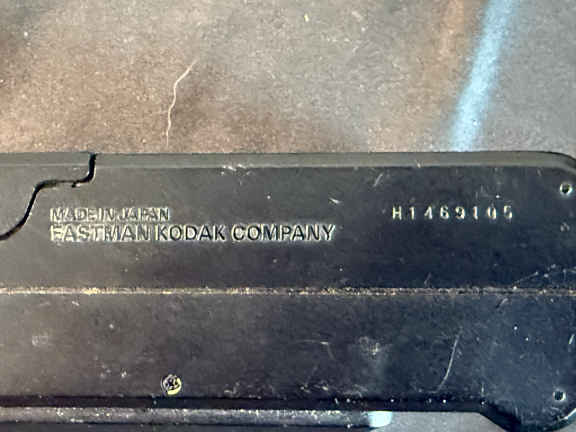 MADE IN JAPAN
EASTMAN KODAK COMPANY
H1469105